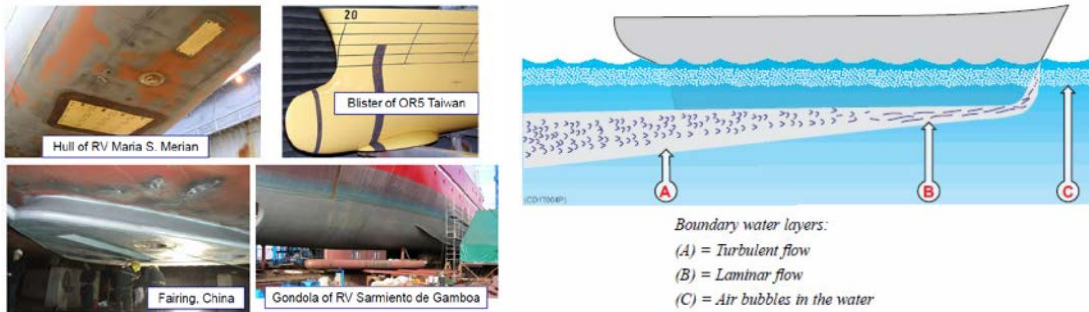 Hull of RV Maria S. Merian
20
Blister of OR5 Taiwan
Fairing, China
Gondola of RV Sarmiento de Gamboa
(CD17004P)
A
B
C
Boundary water layers:
(A) = Turbulent flow
(B) = Laminar flow
(C) = Air bubbles in the water